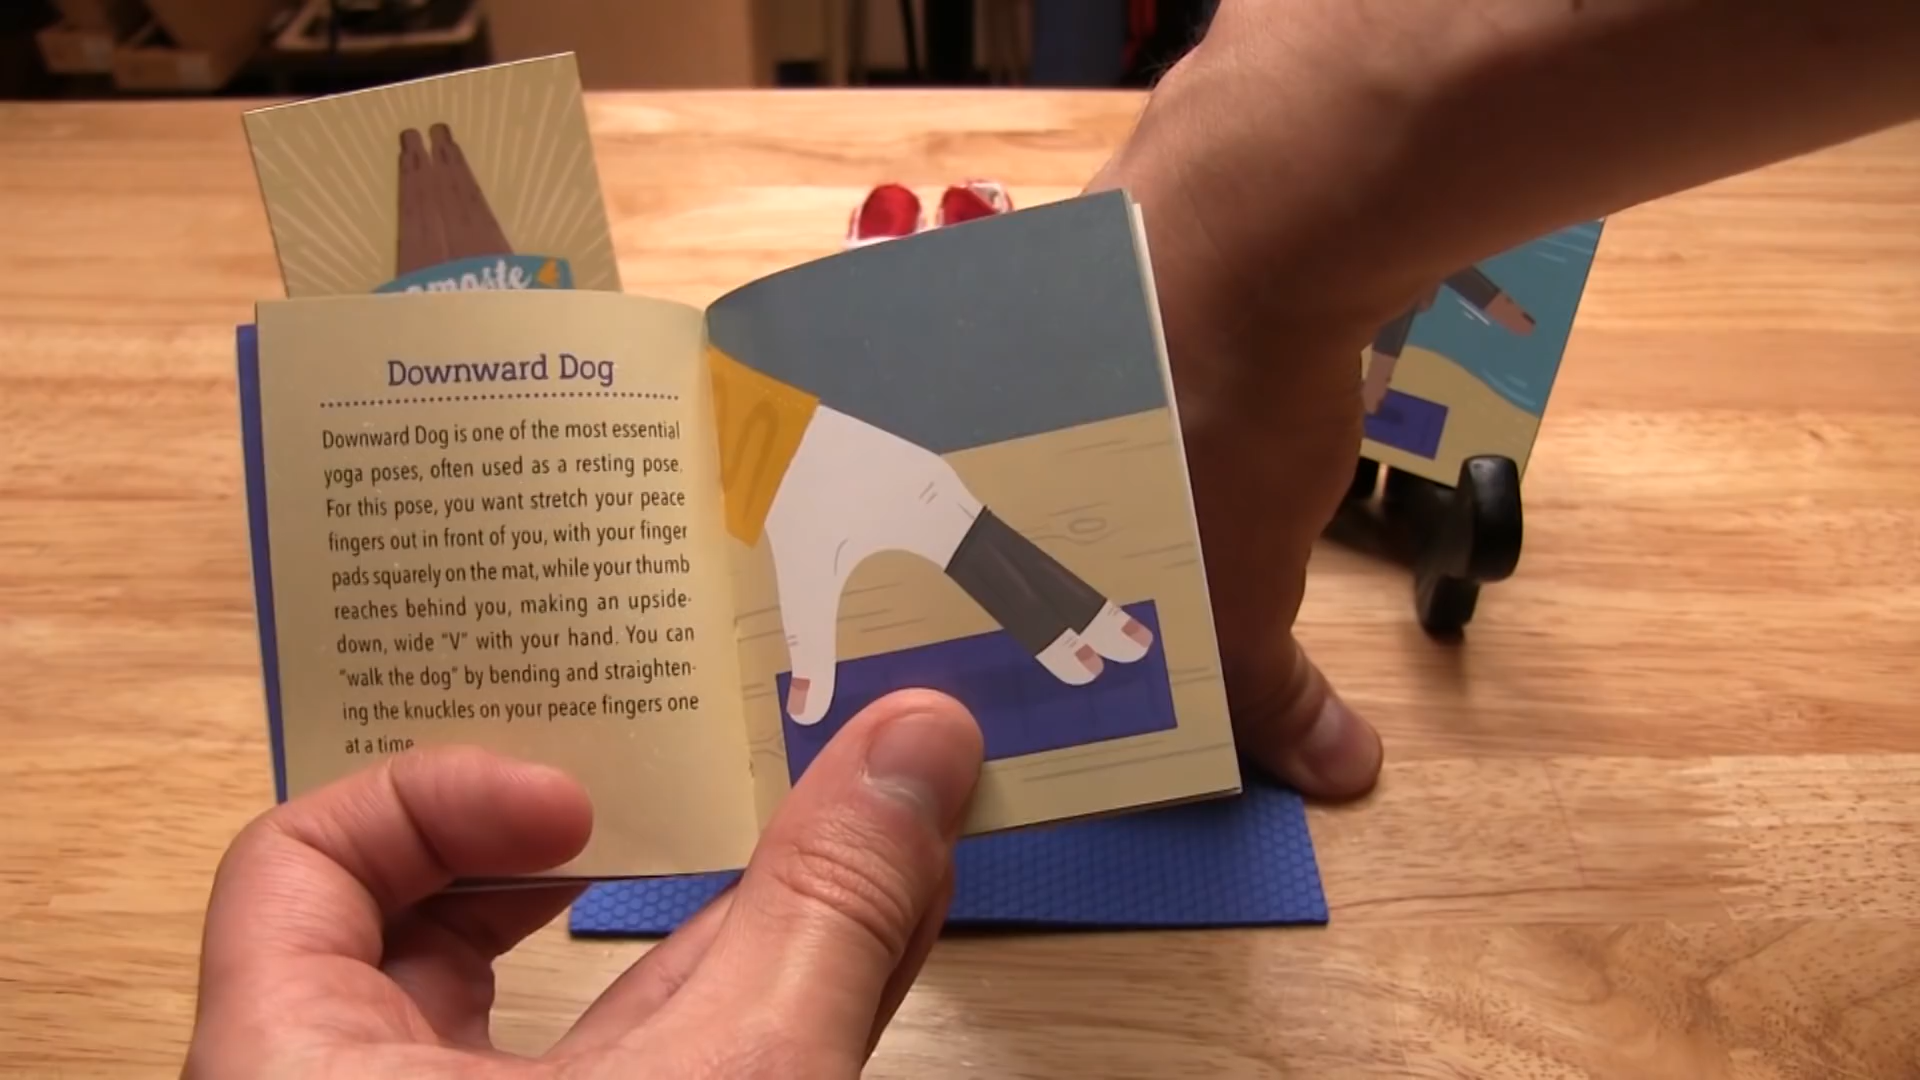 Downward Dog
Downward Dog is one of the most essential
yoga poses, often used as a resting pose.
For this pose, you want stretch your peace
fingers out in front of you, with your finger
pads squarely on the mat, while your thumb
reaches behind you, making an upside-
down, wide "V" with your hand. You can
"walk the dog" by bending and straighten-
ing the knuckles on your peace fingers one
at a time